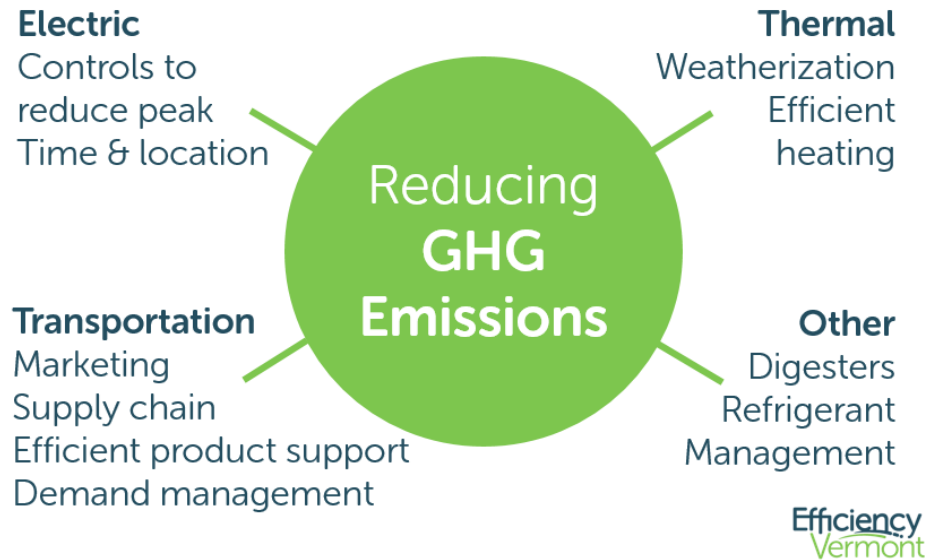 Electric
Controls to
reduce peak
Time & location
Thermal
Weatherization
Efficient
heating
Reducing
GHG
Emissions
Transportation
Marketing
Supply chain
Efficient product support
Demand management
Other
Digesters
Refrigerant
Management
Efficiency
Vermont